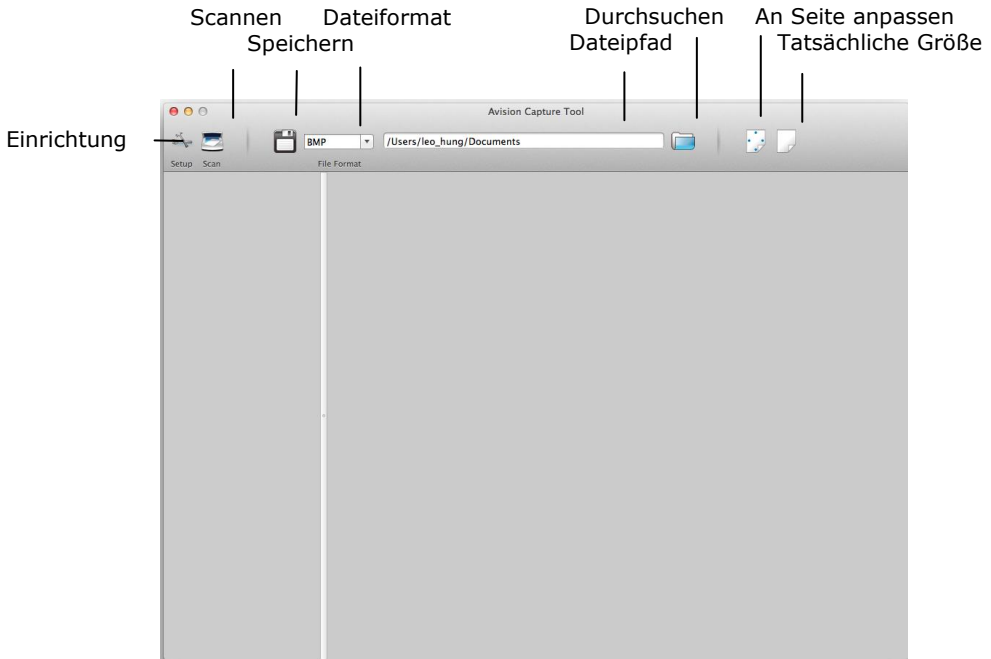 Scannen Dateiformat Durchsuchen An Seite anpassen
Speichern Dateipfad Tatsächliche Größe
Avision Capture Tool
Einrichtung
BMP /Users/leo_hung/Documents
Setup Scan File Format